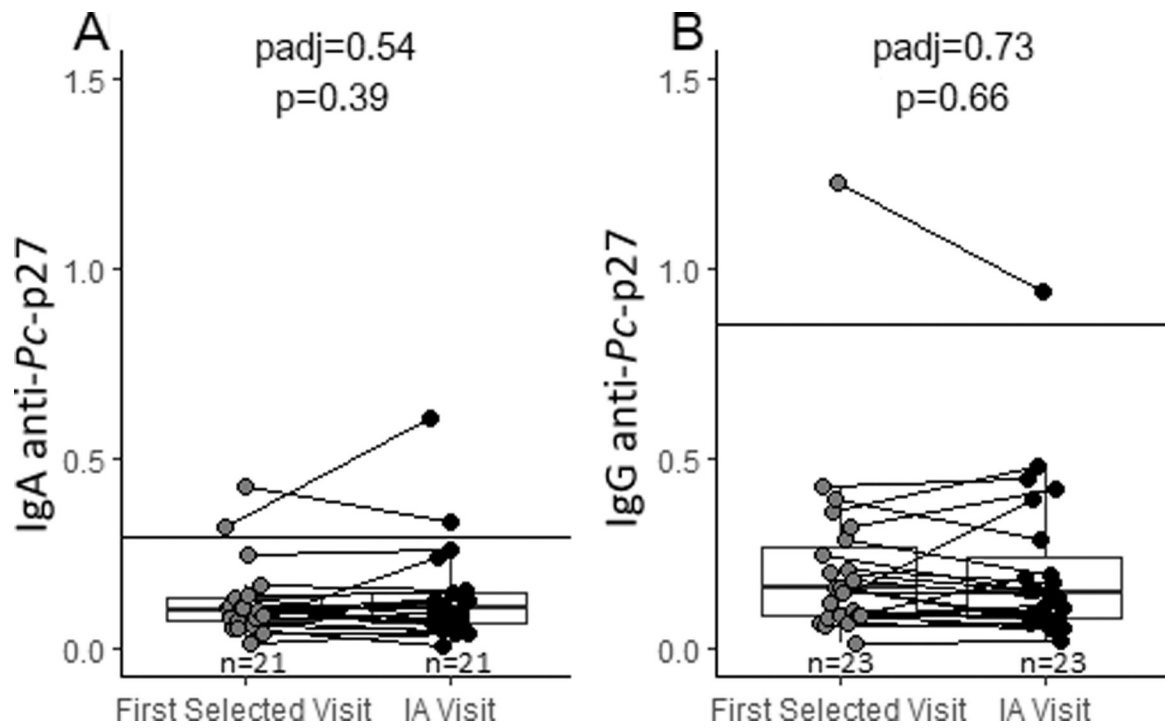 A
padj=0.54
p=0.39
IgA anti-Pc-p27
1.5
1.0
0.5
0.0
n=21
n=21
First Selected Visit
IA Visit
B
padj=0.73
p=0.66
IgG anti-Pc-p27
1.5
1.0
0.5
0.0
n=23
n=23
First Selected Visit
IA Visit